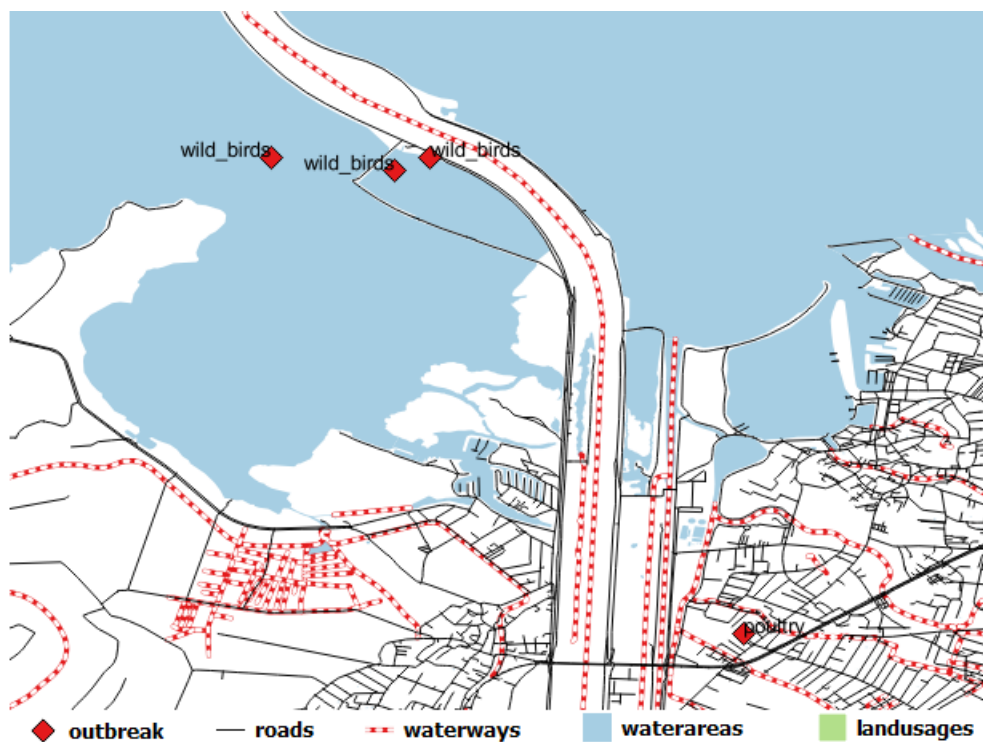 wild_birds
wild_birds
wild_birds
poultry
outbreak
roads
waterways
waterareas
landusages